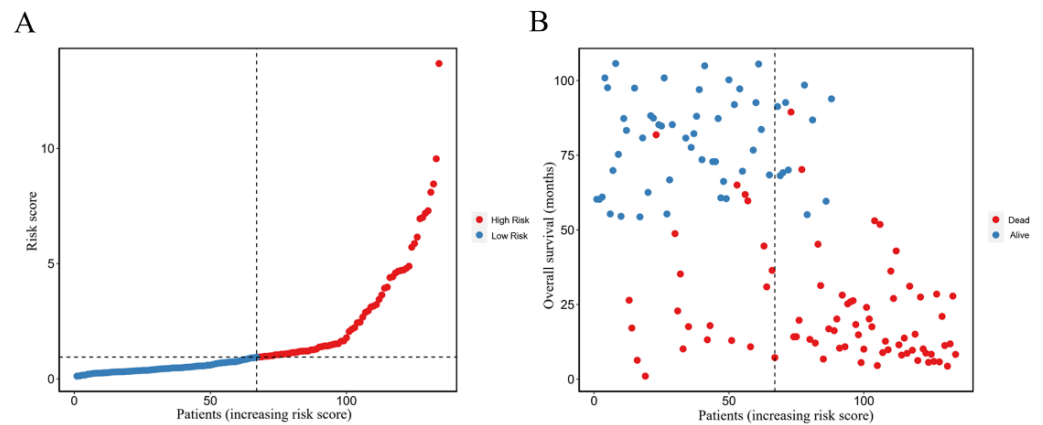 A
B
Risk score
10
5
0
0
50
100
Patients (increasing risk score)
High Risk
Low Risk
Overall survival (months)
100
75
50
25
0
0
50
100
Patients (increasing risk score)
Dead
Alive